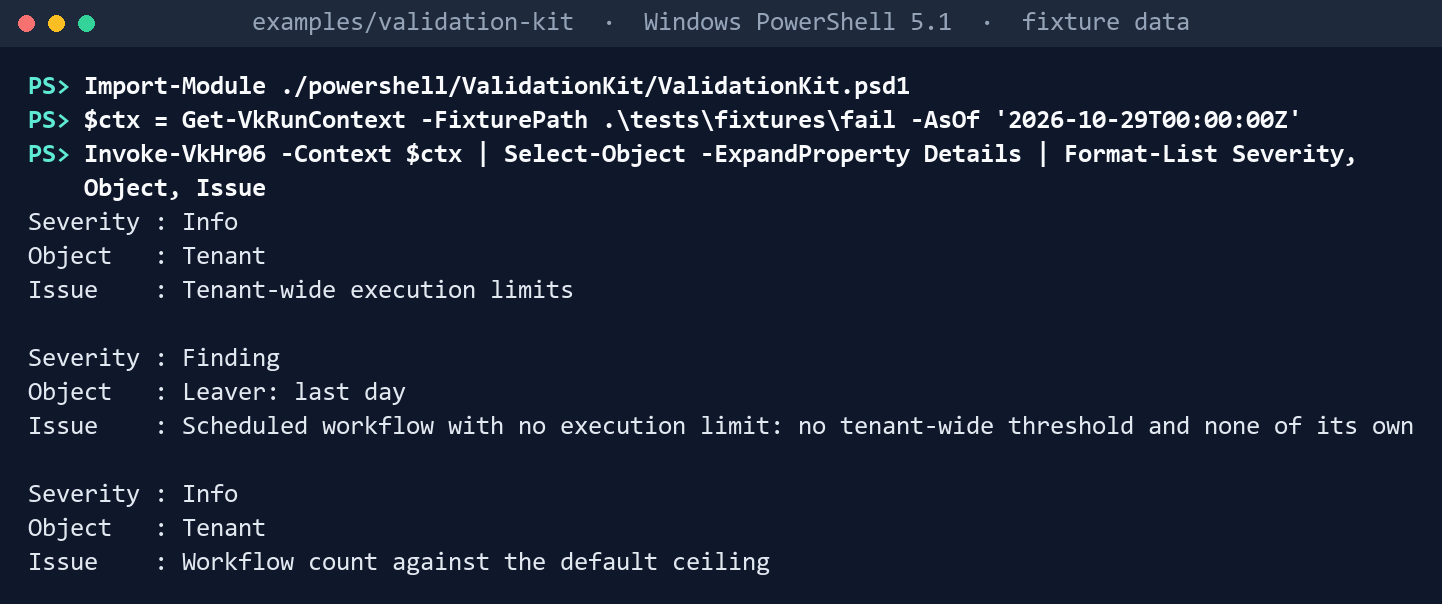 examples/validation-kit · Windows PowerShell 5.1 · fixture data
PS> Import-Module ./powershell/ValidationKit/ValidationKit.psd1
PS> $ctx = Get-VkRunContext -FixturePath .\tests\fixtures\fail -AsOf '2026-10-29T00:00:00Z'
PS> Invoke-VkHr06 -Context $ctx | Select-Object -ExpandProperty Details | Format-List Severity,
Object, Issue
Severity : Info
Object   : Tenant
Issue    : Tenant-wide execution limits
Severity : Finding
Object   : Leaver: last day
Issue    : Scheduled workflow with no execution limit: no tenant-wide threshold and none of its own
Severity : Info
Object   : Tenant
Issue    : Workflow count against the default ceiling